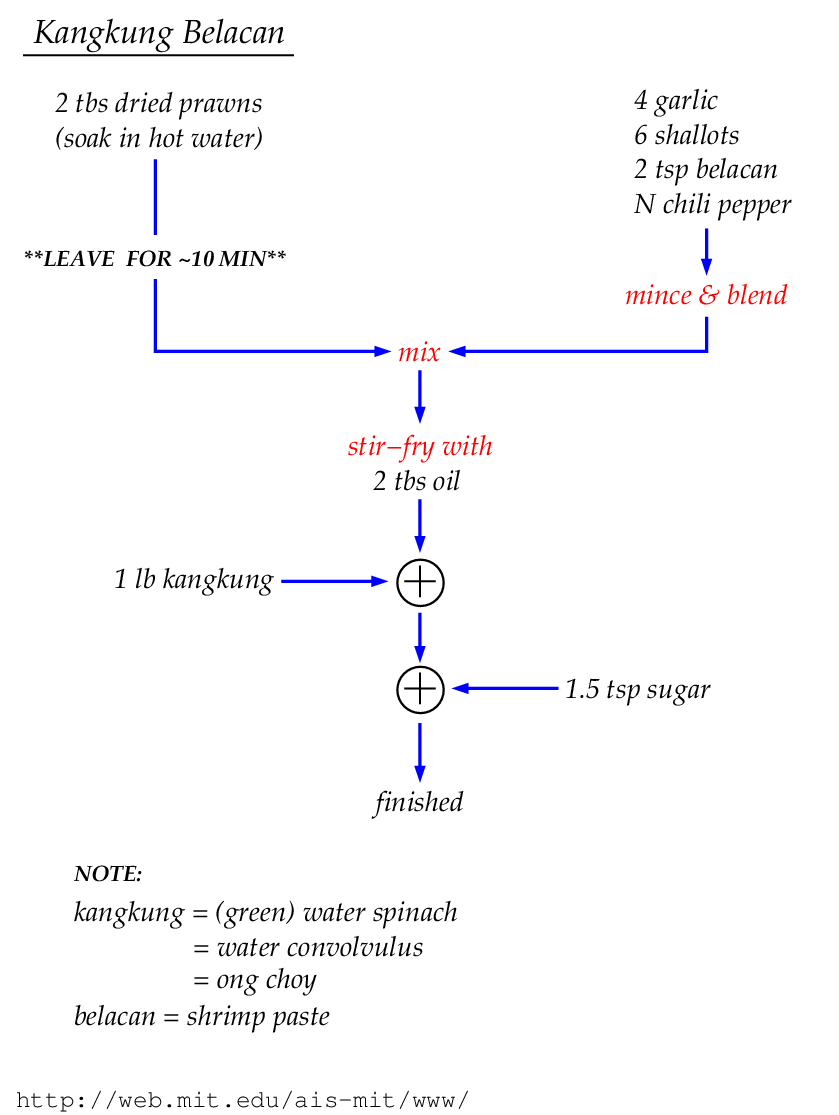 Kangkung Belacan
2 tbs dried prawns
(soak in hot water)
**LEAVE FOR ~10 MIN**
4 garlic
6 shallots
2 tsp belacan
N chili pepper
mince & blend
mix
stir-fry with
2 tbs oil
1 lb kangkung
1.5 tsp sugar
finished
NOTE:
kangkung = (green) water spinach
= water convolvulus
= ong choy
belacan = shrimp paste
http://web.mit.edu/ais-mit/www/